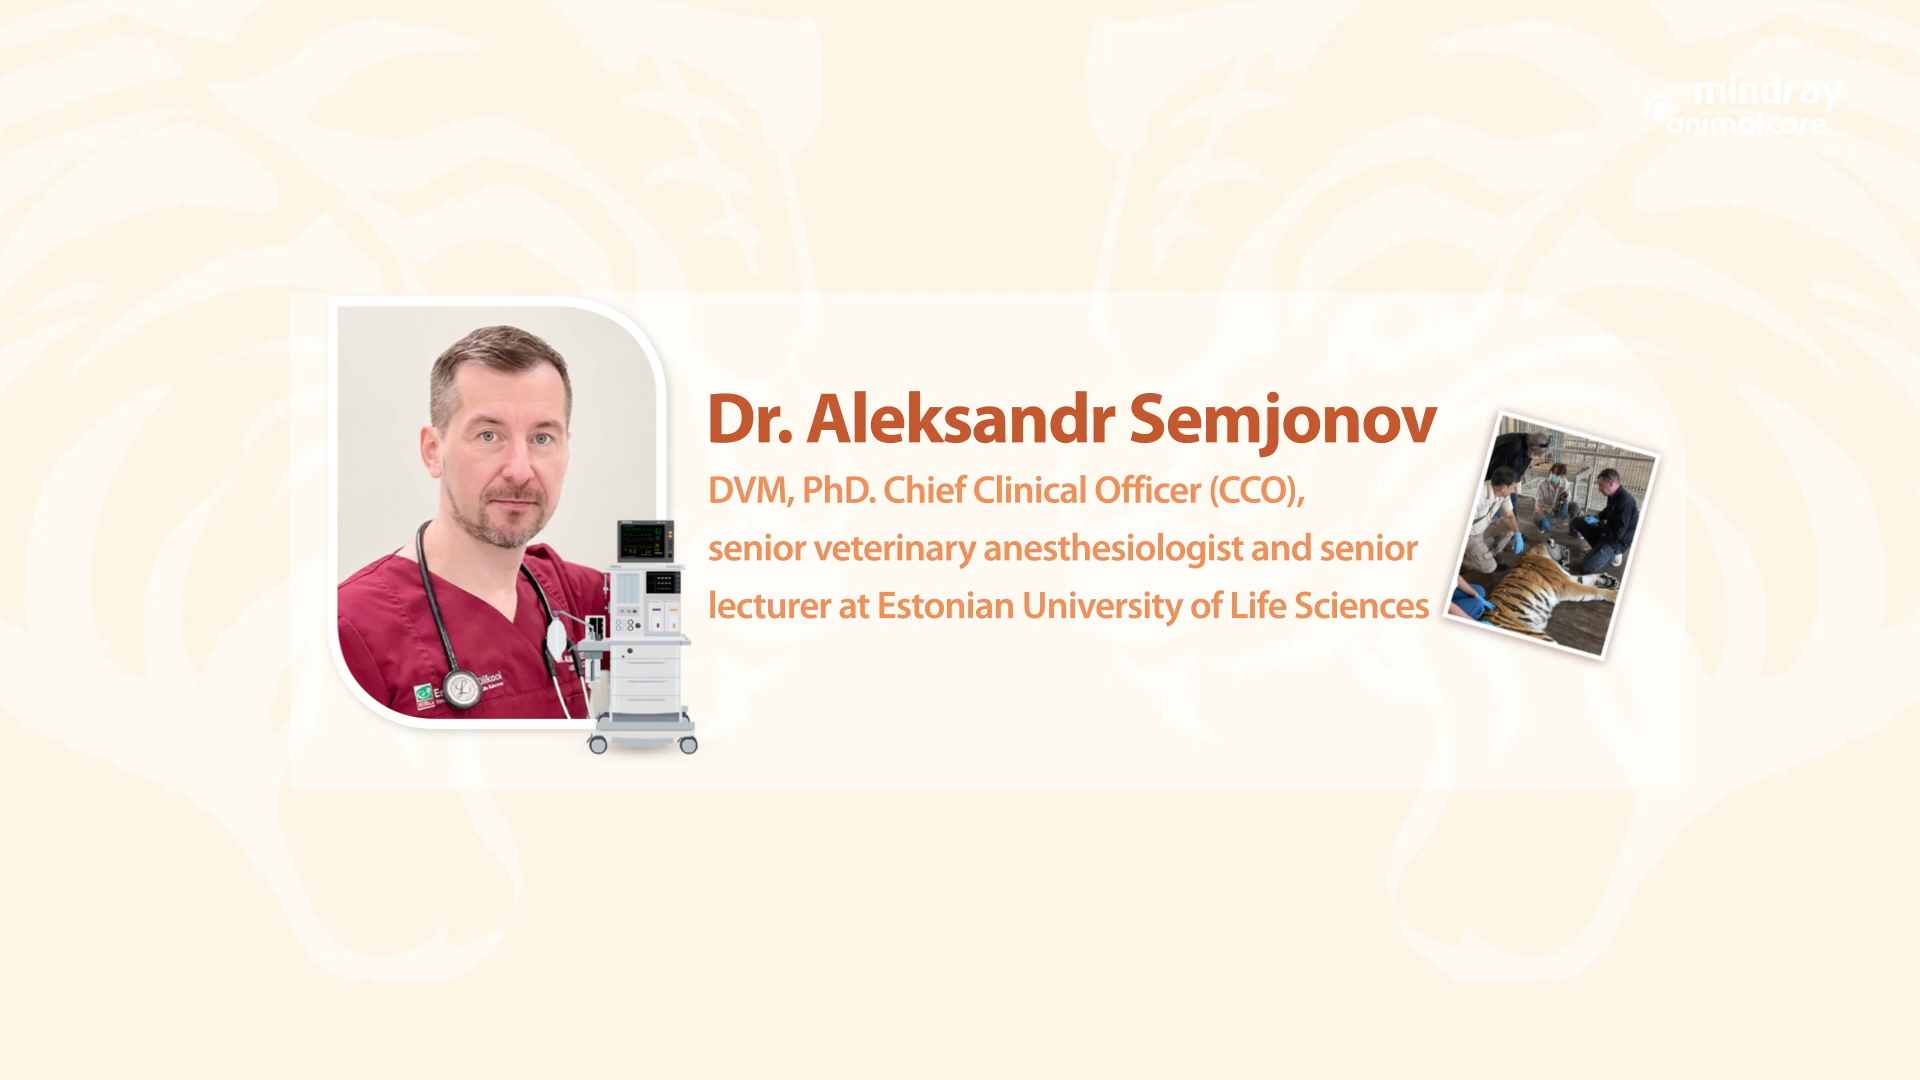 mindray
animal care
Dr. Aleksandr Semjonov
DVM, PhD. Chief Clinical Officer (CCO),
senior veterinary anesthesiologist and senior
lecturer at Estonian University of Life Sciences